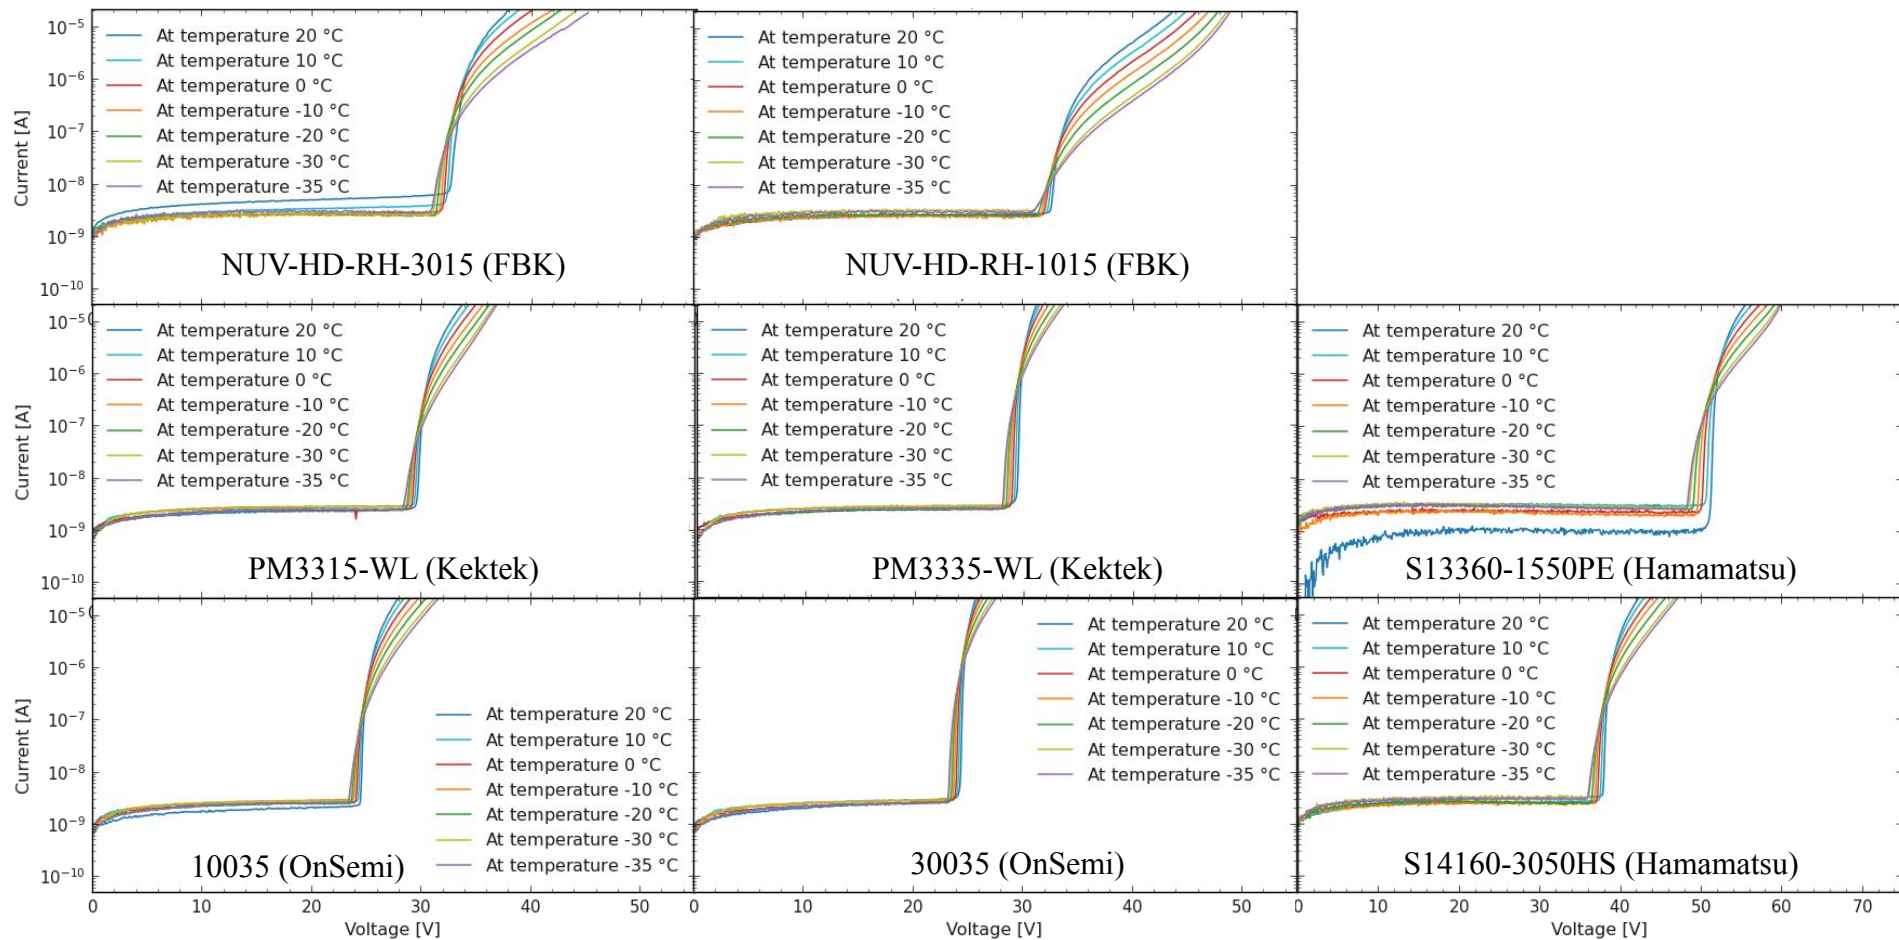 10⁻⁵
10⁻⁶
10⁻⁷
10⁻⁸
10⁻⁹
10⁻¹⁰
Current [A]
At temperature 20 °C
At temperature 10 °C
At temperature 0 °C
At temperature -10 °C
At temperature -20 °C
At temperature -30 °C
At temperature -35 °C
NUV-HD-RH-3015 (FBK)
At temperature 20 °C
At temperature 10 °C
At temperature 0 °C
At temperature -10 °C
At temperature -20 °C
At temperature -30 °C
At temperature -35 °C
NUV-HD-RH-1015 (FBK)
10⁻⁵
10⁻⁶
10⁻⁷
10⁻⁸
10⁻⁹
10⁻¹⁰
Current [A]
At temperature 20 °C
At temperature 10 °C
At temperature 0 °C
At temperature -10 °C
At temperature -20 °C
At temperature -30 °C
At temperature -35 °C
PM3315-WL (Kektek)
At temperature 20 °C
At temperature 10 °C
At temperature 0 °C
At temperature -10 °C
At temperature -20 °C
At temperature -30 °C
At temperature -35 °C
PM3335-WL (Kektek)
At temperature 20 °C
At temperature 10 °C
At temperature 0 °C
At temperature -10 °C
At temperature -20 °C
At temperature -30 °C
At temperature -35 °C
S13360-1550PE (Hamamatsu)
10⁻⁵
10⁻⁶
10⁻⁷
10⁻⁸
10⁻⁹
10⁻¹⁰
Current [A]
At temperature 20 °C
At temperature 10 °C
At temperature 0 °C
At temperature -10 °C
At temperature -20 °C
At temperature -30 °C
At temperature -35 °C
10035 (OnSemi)
0 10 20 30 40 50
Voltage [V]
At temperature 20 °C
At temperature 10 °C
At temperature 0 °C
At temperature -10 °C
At temperature -20 °C
At temperature -30 °C
At temperature -35 °C
30035 (OnSemi)
0 10 20 30 40 50
Voltage [V]
At temperature 20 °C
At temperature 10 °C
At temperature 0 °C
At temperature -10 °C
At temperature -20 °C
At temperature -30 °C
At temperature -35 °C
S14160-3050HS (Hamamatsu)
0 10 20 30 40 50 60 70
Voltage [V]